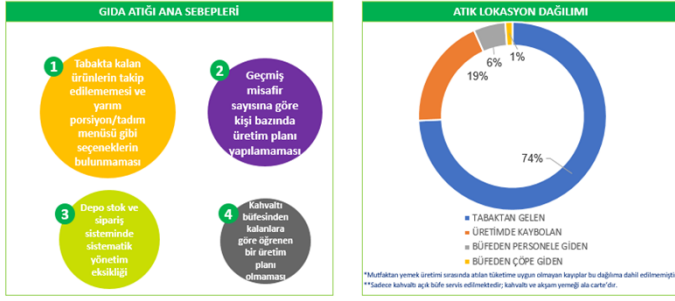 GIDA ATIĞI ANA SEBEPLERİ
1
Tabakta kalan
ürünlerin takip
edilememesi ve
yarım
porsiyon/tadım
menüsü gibi
seçeneklerin
bulunmaması
2
Geçmiş
misafir
sayısına göre
kişi bazında
üretim planı
yapılamaması
3
Depo stok ve
sipariş
sisteminde
sistematik
yönetim
eksikliği
4
Kahvaltı
büfesinden
kalanlara
göre öğrenen
bir üretim
planı
olmaması
ATIK LOKASYON DAĞILIMI
1%
6%
19%
74%
TABAKTAN GELEN
ÜRETİMDE KAYBOLAN
BÜFEDEN PERSONELE GİDEN
BÜFEDEN ÇÖPE GİDEN
*Mutfaktan yemek üretimi sırasında atılan tüketime uygun olmayan kayıplar bu dağılıma dahil edilmemişti
**Sadece kahvaltı açık büfe servis edilmektedir; kahvaltı ve akşam yemeği ala carte'dır.